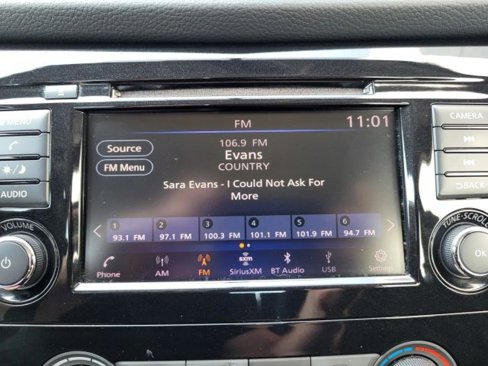 FM 11:01
106.9 FM
Source
Evans
FM Menu
COUNTRY
Sara Evans - I Could Not Ask For
More
1 2 3 4 5 6
93.1 FM 97.1 FM 100.3 FM 101.1 FM 101.9 FM 94.7 FM
Phone AM FM SiriusXM BT Audio USB Settings
sxm
MENU
AUDIO
VOLUME
CAMERA
BACK
TUNE·SCROLL
OK